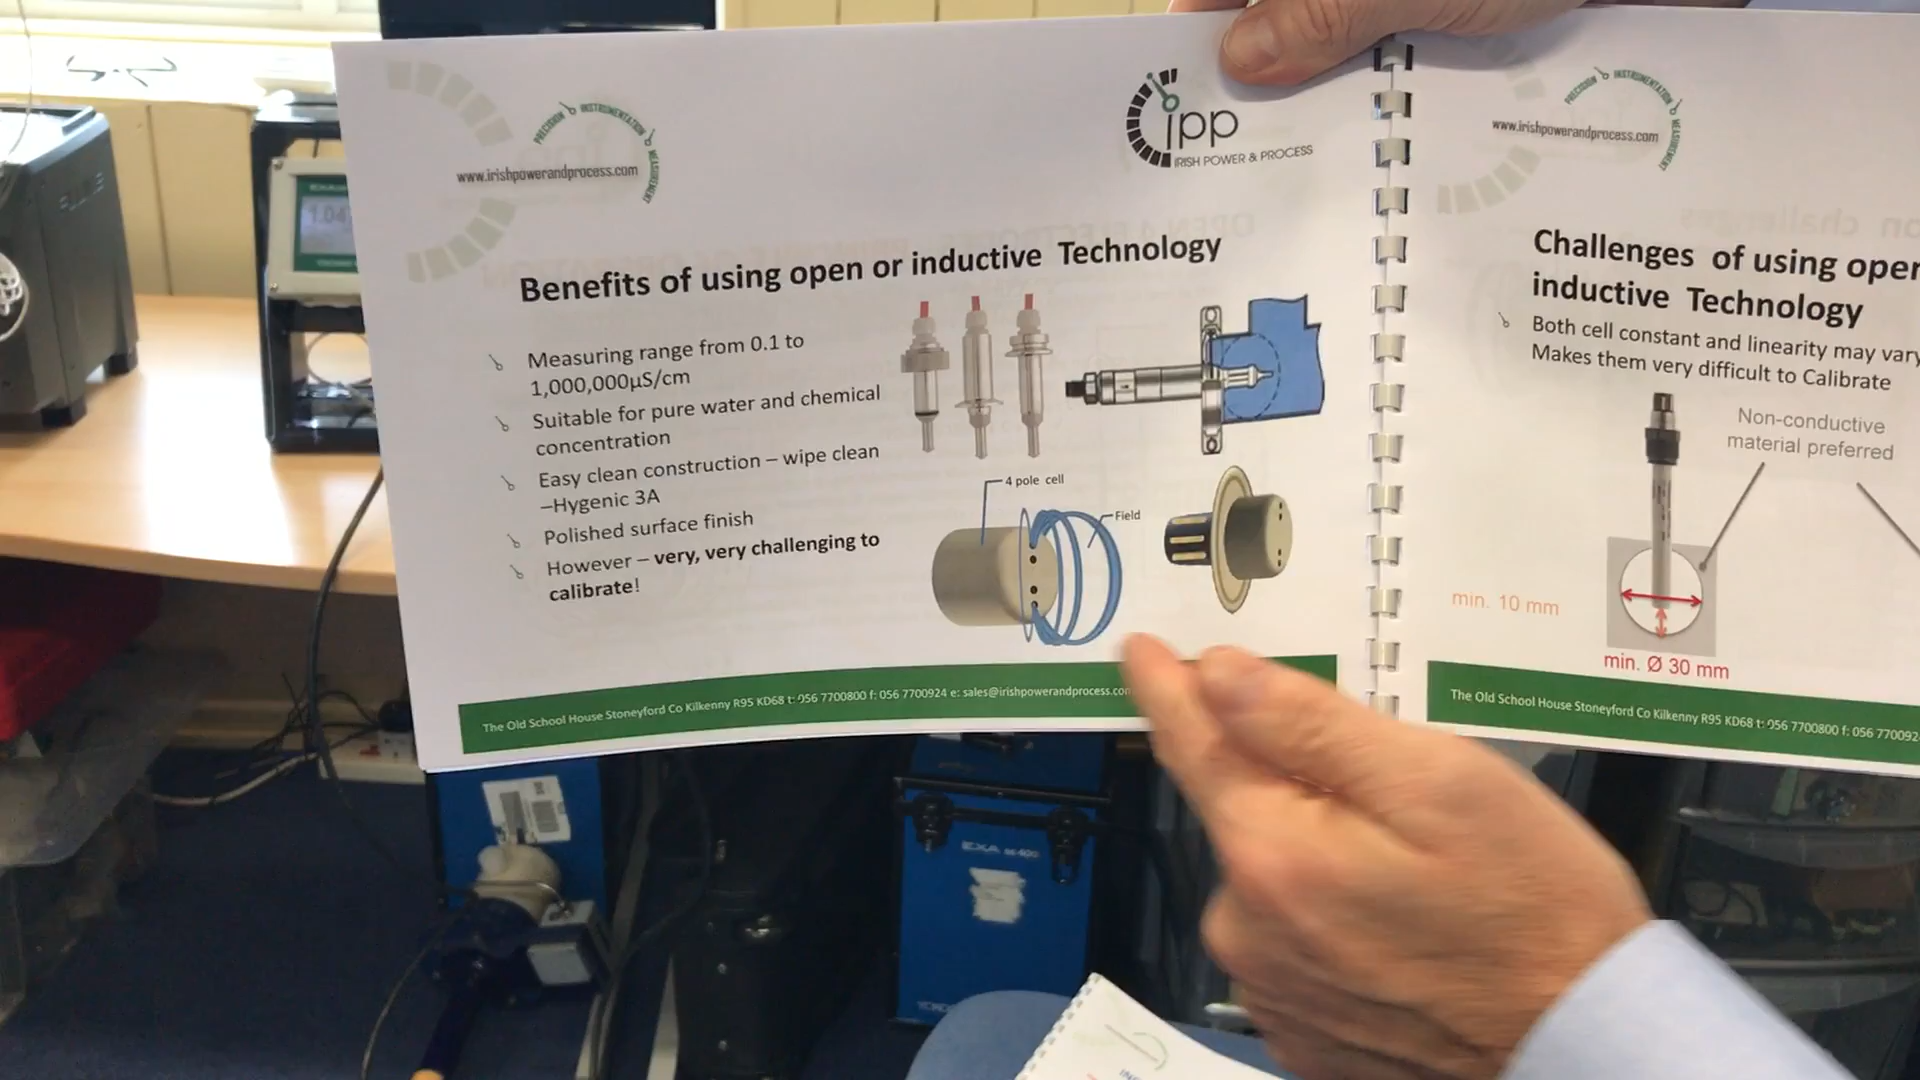 PRECISION INSTRUMENTATION MEASUREMENT
www.irishpowerandprocess.com
ipp
IRISH POWER & PROCESS
Benefits of using open or inductive Technology
Measuring range from 0.1 to
1,000,000µS/cm
Suitable for pure water and chemical
concentration
Easy clean construction – wipe clean
–Hygenic 3A
Polished surface finish
However – very, very challenging to
calibrate!
4 pole cell
Field
The Old School House Stoneyford Co Kilkenny R95 KD68 t: 056 7700800 f: 056 7700924 e: sales@irishpowerandprocess.com
PRECISION INSTRUMENTATION MEASUREMENT
www.irishpowerandprocess.com
Challenges of using open
inductive Technology
Both cell constant and linearity may vary
Makes them very difficult to Calibrate
Non-conductive
material preferred
min. 10 mm
min. Ø 30 mm
The Old School House Stoneyford Co Kilkenny R95 KD68 t: 056 7700800 f: 056 770092
1.04
EXA